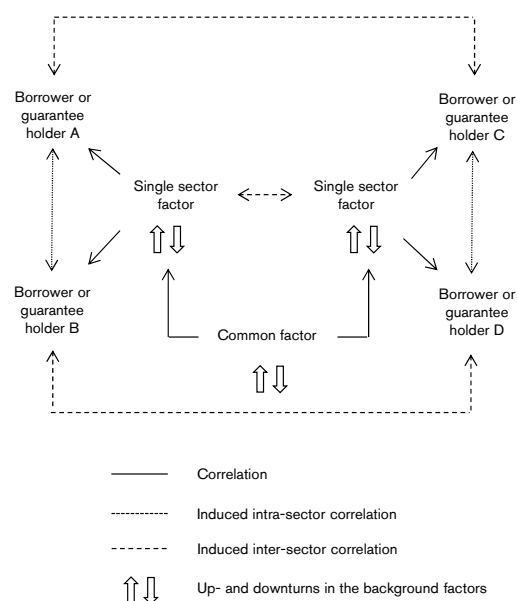 Borrower or
guarantee
holder A
Borrower or
guarantee
holder C
Single sector
factor
Single sector
factor
Borrower or
guarantee
holder B
Borrower or
guarantee
holder D
Common factor
Correlation
Induced intra-sector correlation
Induced inter-sector correlation
Up- and downturns in the background factors